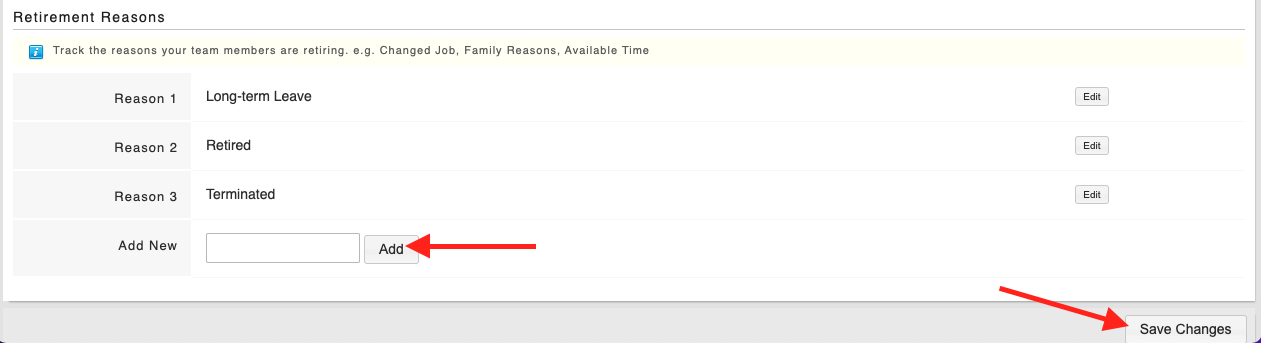 Retirement Reasons
Track the reasons your team members are retiring. e.g. Changed Job, Family Reasons, Available Time
Reason 1 Long-term Leave Edit
Reason 2 Retired Edit
Reason 3 Terminated Edit
Add New Add
Save Changes